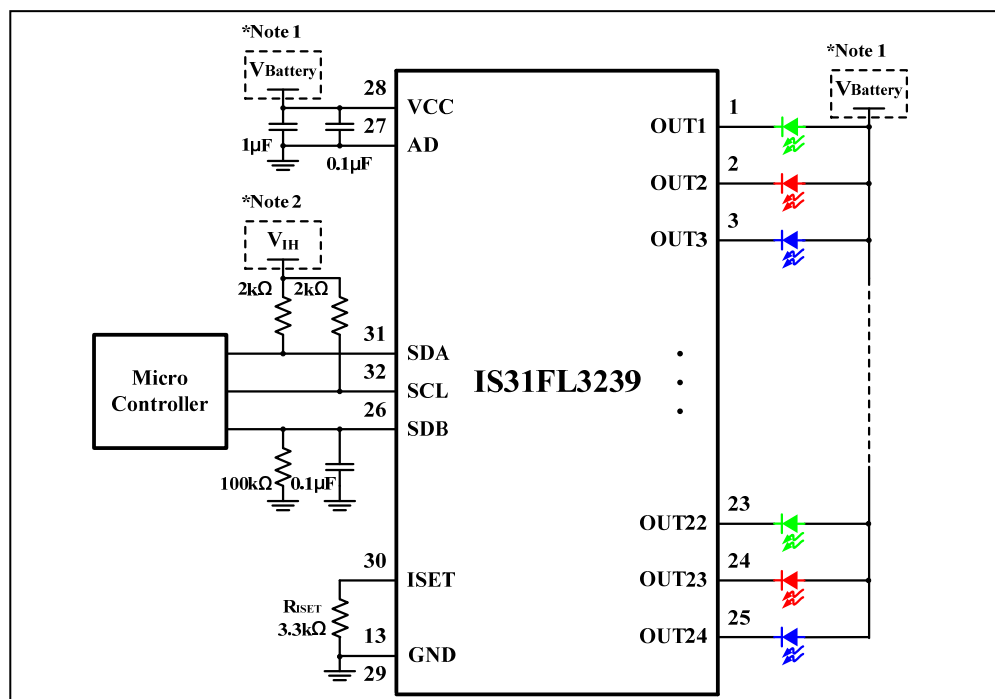 *Note 1
VBattery
28
VCC
27
AD
1μF
0.1μF
*Note 2
VIH
2kΩ
2kΩ
31
SDA
32
SCL
26
SDB
Micro
Controller
100kΩ
0.1μF
30
ISET
RISET
3.3kΩ
13
GND
29
IS31FL3239
*Note 1
VBattery
1
OUT1
2
OUT2
3
OUT3
23
OUT22
24
OUT23
25
OUT24